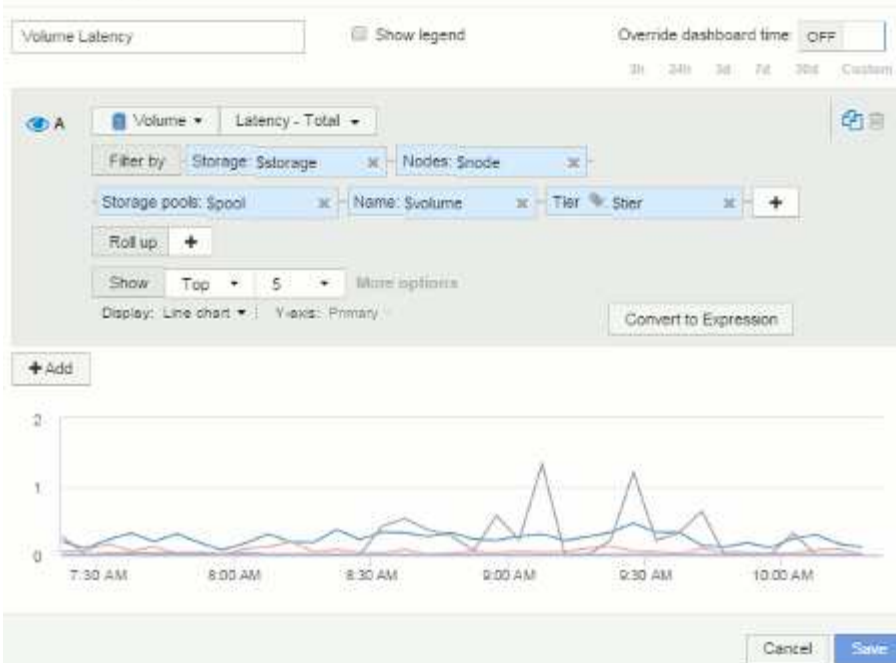 Volume Latency Show legend Override dashboard time OFF
3h 24h 3d 7d 30d Custom
A Volume Latency - Total
Filter by Storage: $storage Nodes: $node
Storage pools: $pool Name: $volume Tier $tier
Roll up
Show Top 5 More options
Display: Line chart Y-axis: Primary Convert to Expression
+ Add
2
1
0
7:30 AM 8:00 AM 8:30 AM 9:00 AM 9:30 AM 10:00 AM
Cancel Save